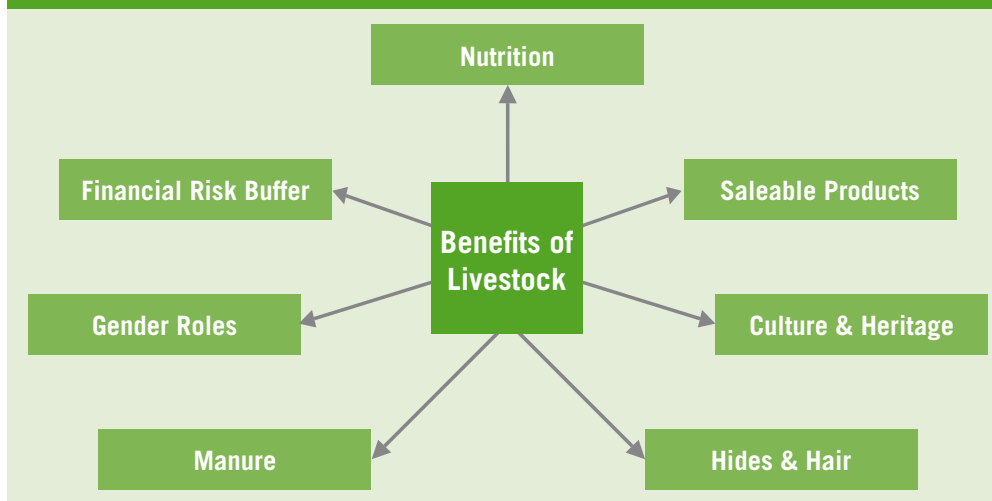 Nutrition
Financial Risk Buffer
Saleable Products
Benefits of
Livestock
Gender Roles
Culture & Heritage
Manure
Hides & Hair